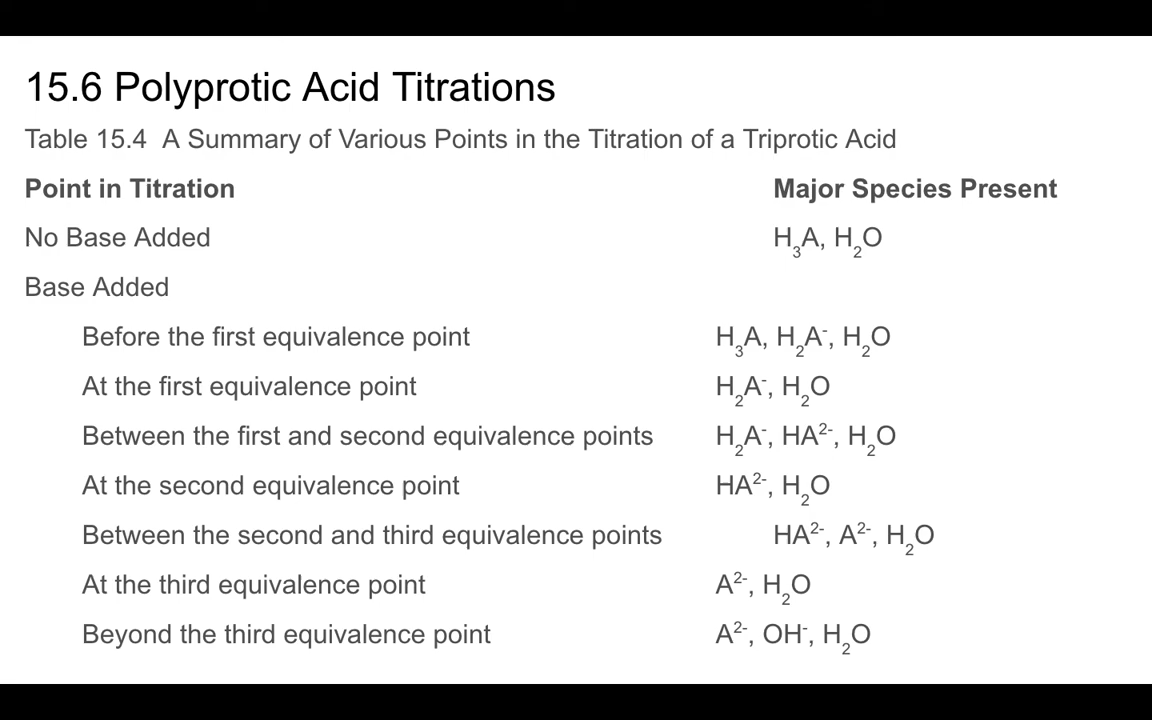 15.6 Polyprotic Acid Titrations
Table 15.4 A Summary of Various Points in the Titration of a Triprotic Acid
Point in Titration Major Species Present
No Base Added H₃A, H₂O
Base Added
Before the first equivalence point H₃A, H₂A⁻, H₂O
At the first equivalence point H₂A⁻, H₂O
Between the first and second equivalence points H₂A⁻, HA²⁻, H₂O
At the second equivalence point HA²⁻, H₂O
Between the second and third equivalence points HA²⁻, A²⁻, H₂O
At the third equivalence point A²⁻, H₂O
Beyond the third equivalence point A²⁻, OH⁻, H₂O